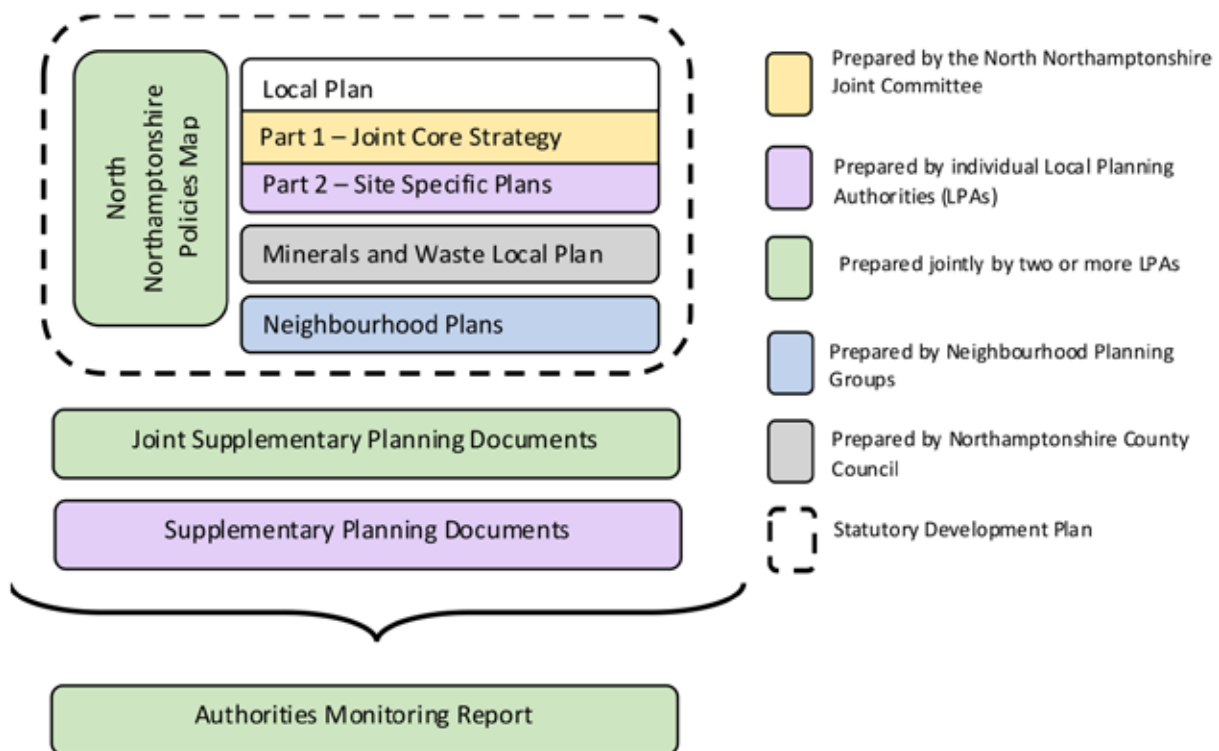 North
Northamptonshire
Policies Map
Local Plan
Part 1 – Joint Core Strategy
Part 2 – Site Specific Plans
Minerals and Waste Local Plan
Neighbourhood Plans
Joint Supplementary Planning Documents
Supplementary Planning Documents
Authorities Monitoring Report
Prepared by the North Northamptonshire
Joint Committee
Prepared by individual Local Planning
Authorities (LPAs)
Prepared jointly by two or more LPAs
Prepared by Neighbourhood Planning
Groups
Prepared by Northamptonshire County
Council
Statutory Development Plan